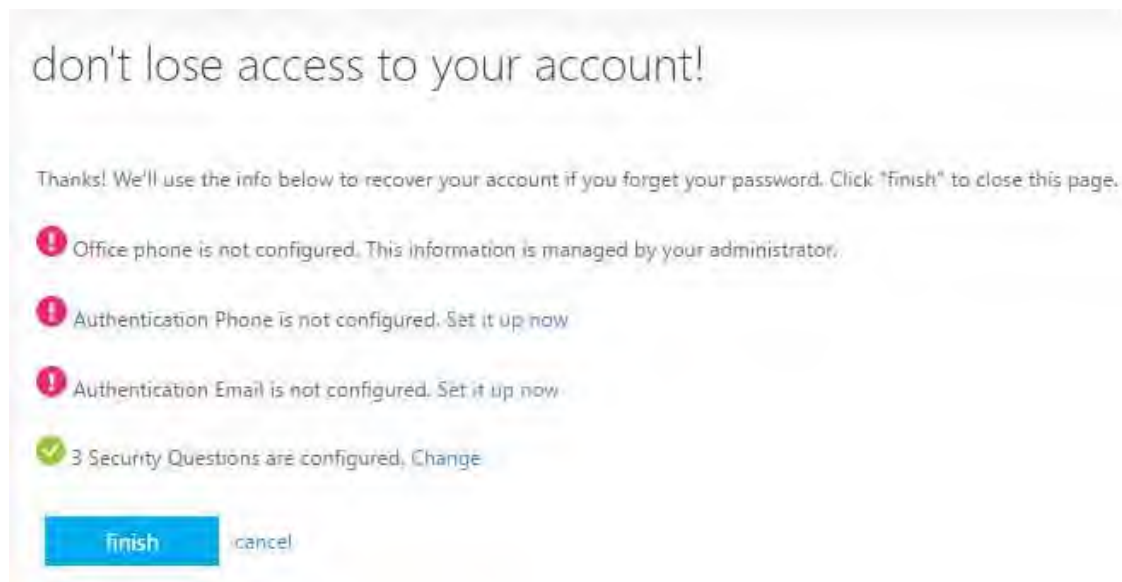 don't lose access to your account!
Thanks! We'll use the info below to recover your account if you forget your password. Click "finish" to close this page.
Office phone is not configured. This information is managed by your administrator.
Authentication Phone is not configured. Set it up now
Authentication Email is not configured. Set it up now
3 Security Questions are configured. Change
finish cancel